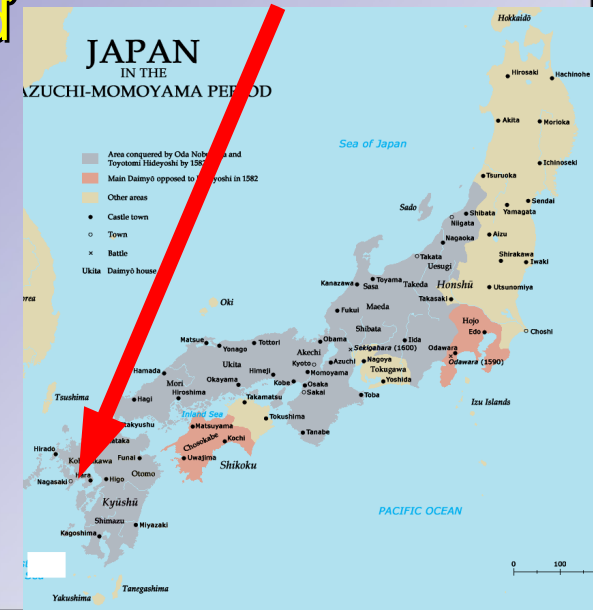 JAPAN
IN THE
AZUCHI-MOMOYAMA PERIOD
Area conquered by Oda and
Toyotomi Hideyoshi by 1582
Main Daimyō opposed to in 1582
Other areas
Castle town
Town
Battle
Ukita Daimyō house
Hokkaidō
Hirosaki
Hachinohe
Akita
Morioka
Sea of Japan
Ichinoseki
Tsuruoka
Sado
Sendai
Shibata
Yamagata
Niigata
Nagaoka
Aizu
Takata
Shirakawa
Uesugi
Iwaki
Kanazawa
Toyama
Sasa
Takeda
Honshū
Utsunomiya
Takasaki
Oki
Maeda
Fukui
Hojo
Shibata
Edo
Choshi
Matsue
Yonago
Tottori
Obama
Akechi
Sekigahara (1600)
Iida
Odawara
Ukita
Kyoto
Azuchi
Nagoya
Odawara (1590)
Hamada
Himeji
Momoyama
Tokugawa
Mori
Okayama
Kobe
Osaka
Yoshida
Hagi
Hiroshima
Sakai
Toba
Tsushima
Takamatsu
Izu Islands
Inland Sea
Tokushima
Matsuyama
Tanabe
Chosokabe
Kochi
Hirado
Funai
Uwajima
Shikoku
Otomo
Hara
Nagasaki
Higo
Kyūshū
PACIFIC OCEAN
Shimazu
Miyazaki
Kagoshima
0 100
Tanegashima
Yakushima